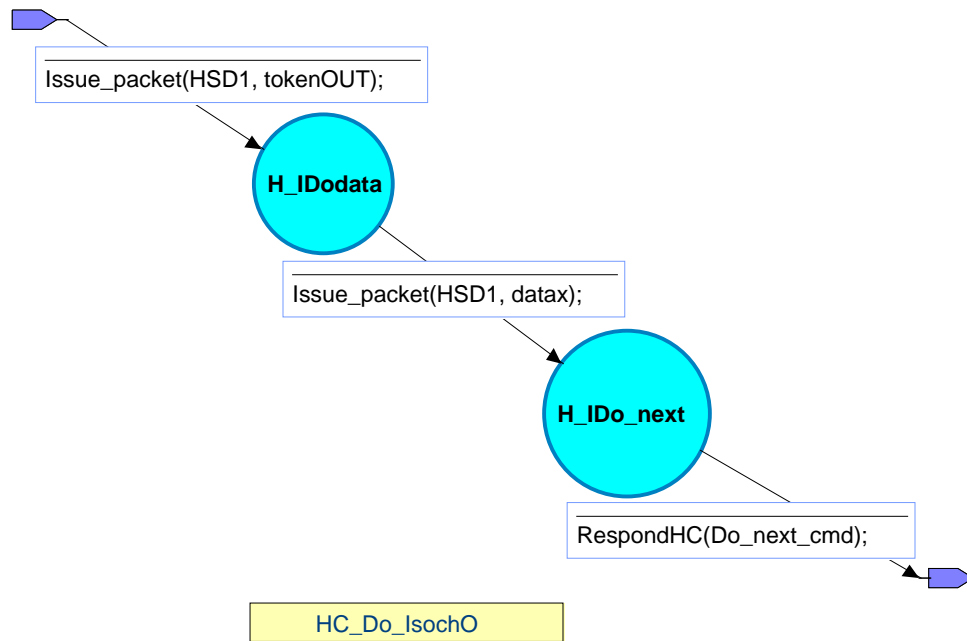 Issue_packet(HSD1, tokenOUT);
H_IDodata
Issue_packet(HSD1, datax);
H_IDo_next
RespondHC(Do_next_cmd);
HC_Do_IsochO